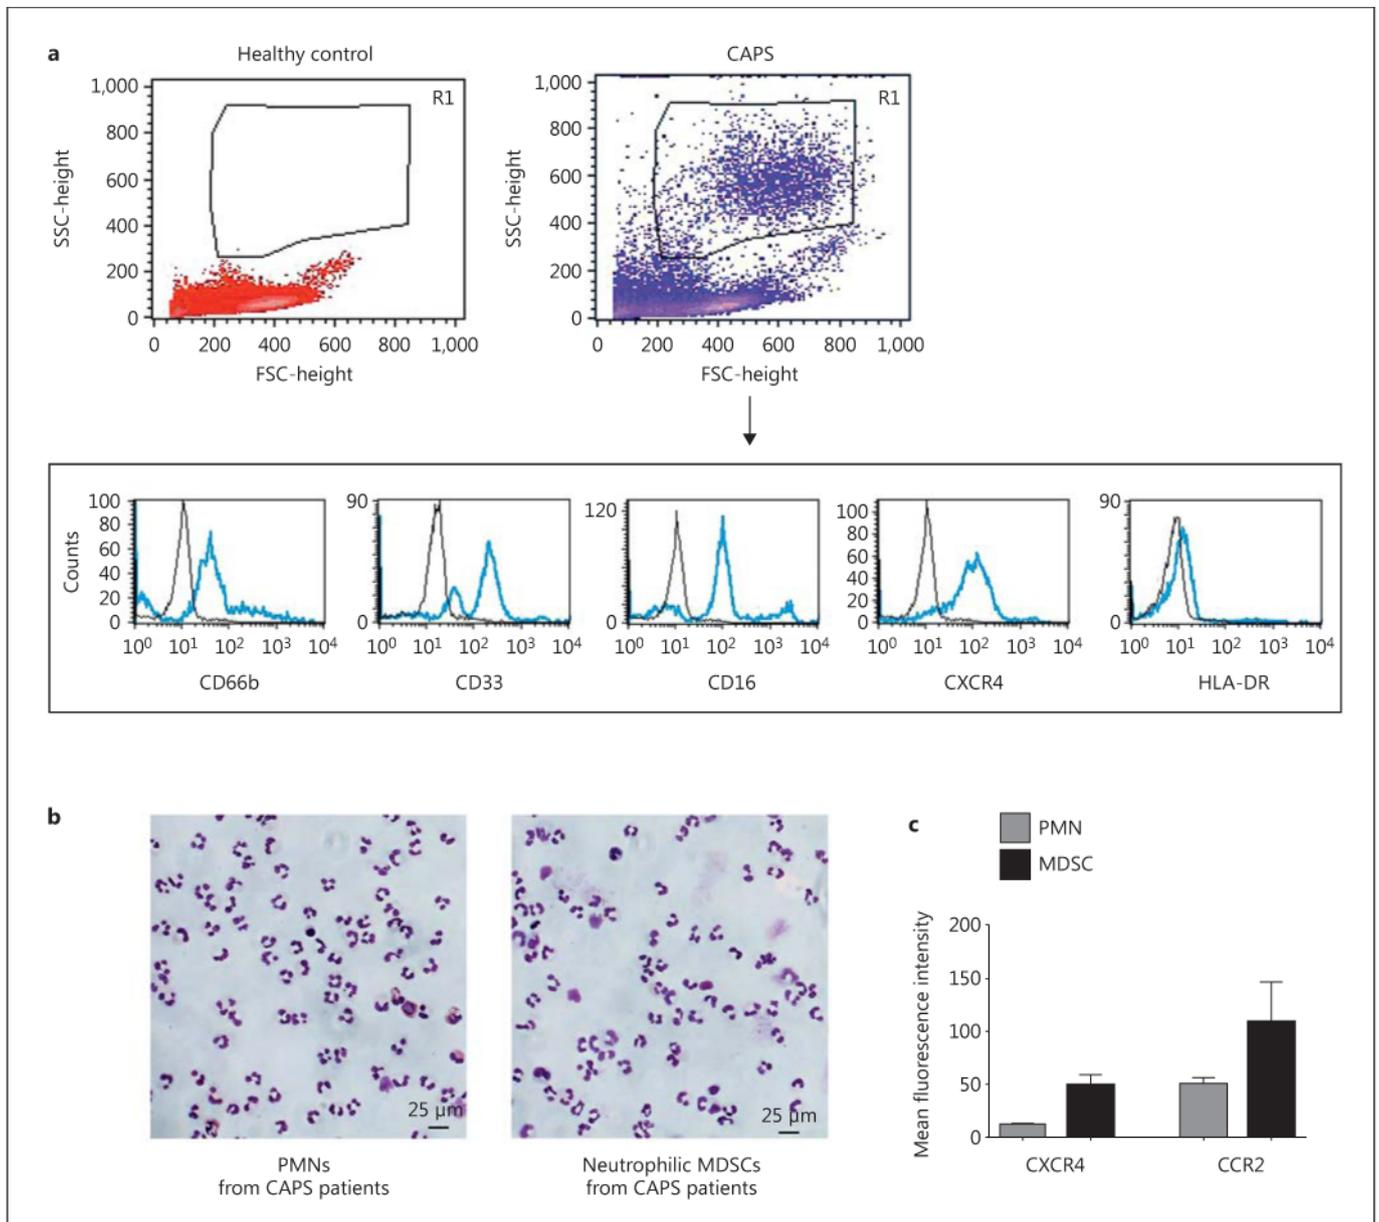 a
Healthy control
CAPS
R1
R1
1,000
800
600
400
200
0
SSC-height
0 200 400 600 800 1,000
FSC-height
1,000
800
600
400
200
0
SSC-height
0 200 400 600 800 1,000
FSC-height
Counts
100
80
60
40
20
0
10⁰ 10¹ 10² 10³ 10⁴
CD66b
90
0
10⁰ 10¹ 10² 10³ 10⁴
CD33
120
0
10⁰ 10¹ 10² 10³ 10⁴
CD16
100
80
60
40
20
0
10⁰ 10¹ 10² 10³ 10⁴
CXCR4
90
0
10⁰ 10¹ 10² 10³ 10⁴
HLA-DR
b
25 µm
PMNs
from CAPS patients
25 µm
Neutrophilic MDSCs
from CAPS patients
c
PMN
MDSC
Mean fluorescence intensity
200
150
100
50
0
CXCR4 CCR2